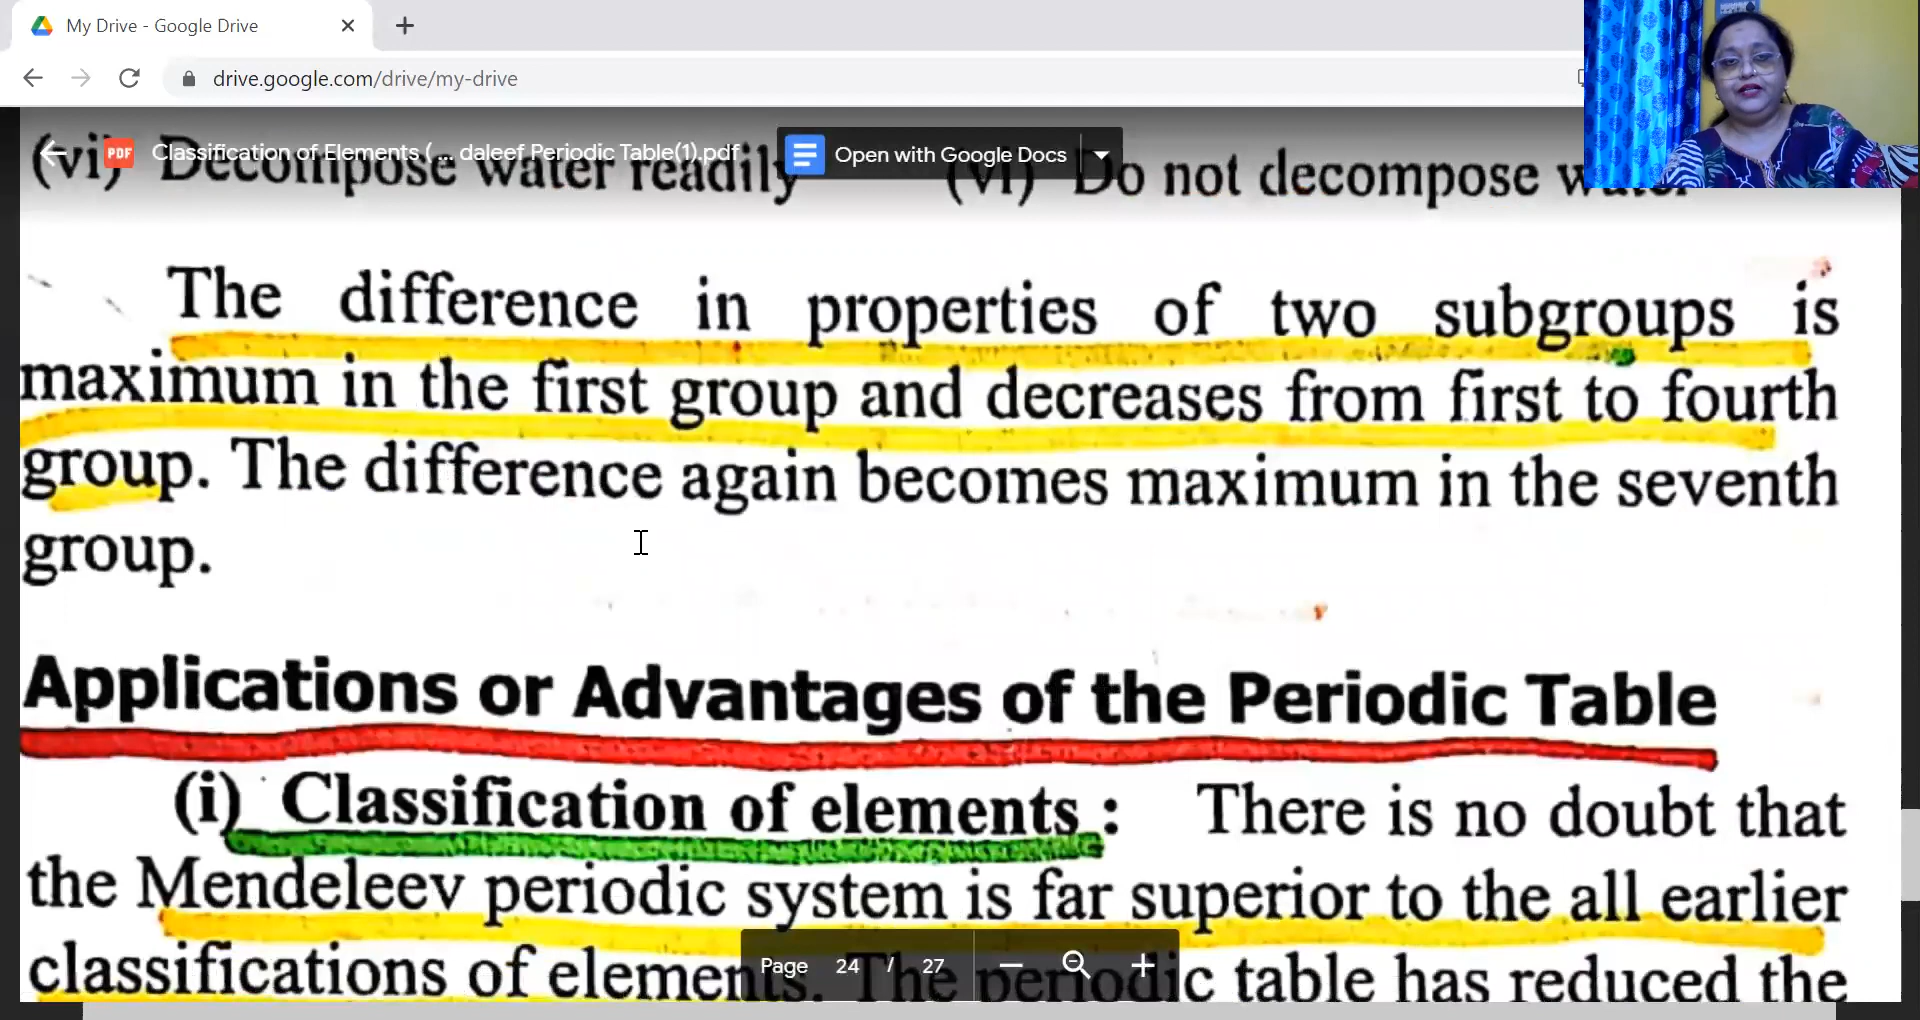 My Drive - Google Drive
drive.google.com/drive/my-drive
(vi) Decompose water readily (vi) Do not decompose water
PDF Classification of Elements ( ... daleef Periodic Table(1).pdf
Open with Google Docs
The difference in properties of two subgroups is
maximum in the first group and decreases from first to fourth
group. The difference again becomes maximum in the seventh
group.
Applications or Advantages of the Periodic Table
(i) Classification of elements : There is no doubt that
the Mendeleev periodic system is far superior to the all earlier
classifications of elements. The periodic table has reduced the
Page 24 / 27